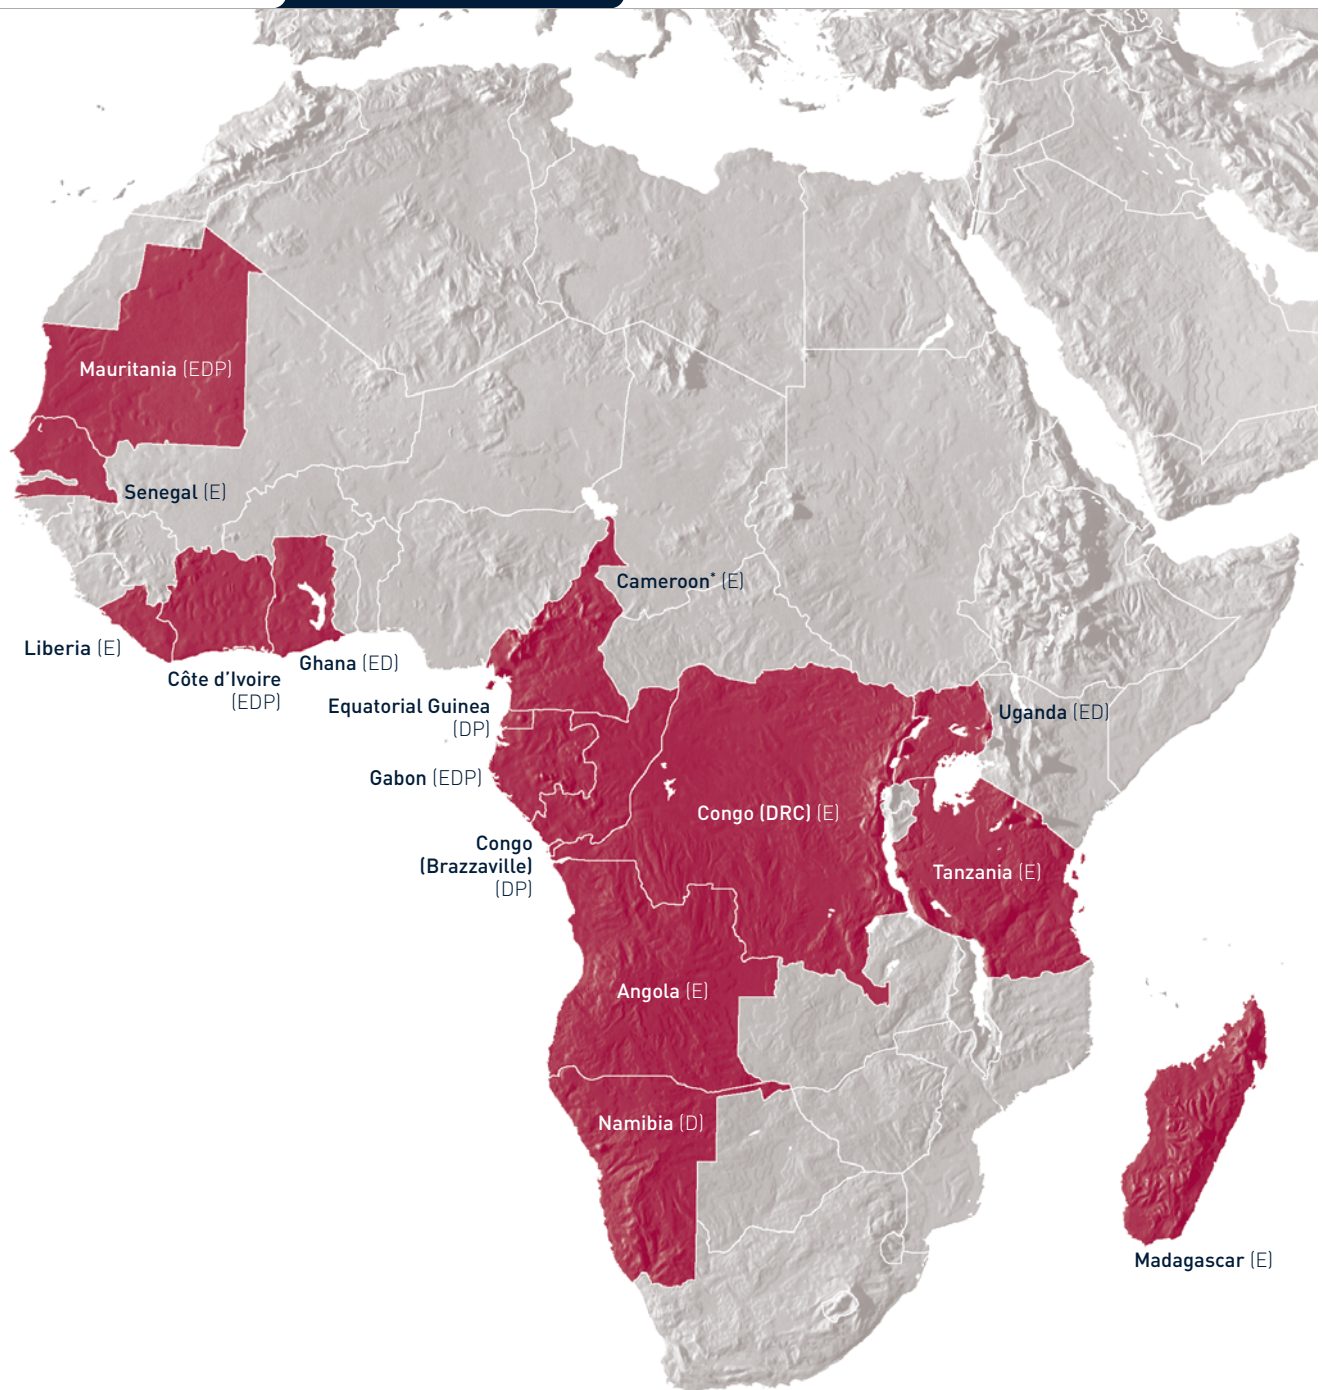 Mauritania (EDP)
Senegal (E)
Cameroon* (E)
Liberia (E)
Ghana (ED)
Côte d’Ivoire
(EDP)
Equatorial Guinea
(DP)
Uganda (ED)
Gabon (EDP)
Congo (DRC) (E)
Congo
(Brazzaville)
(DP)
Tanzania (E)
Angola (E)
Namibia (D)
Madagascar (E)